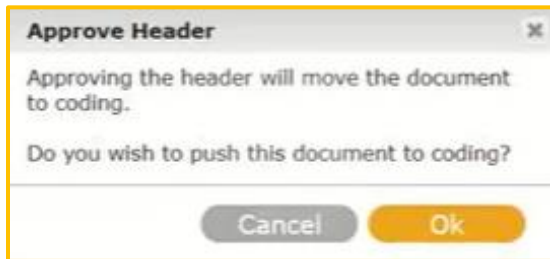 Approve Header
Approving the header will move the document
to coding.
Do you wish to push this document to coding?
Cancel
Ok